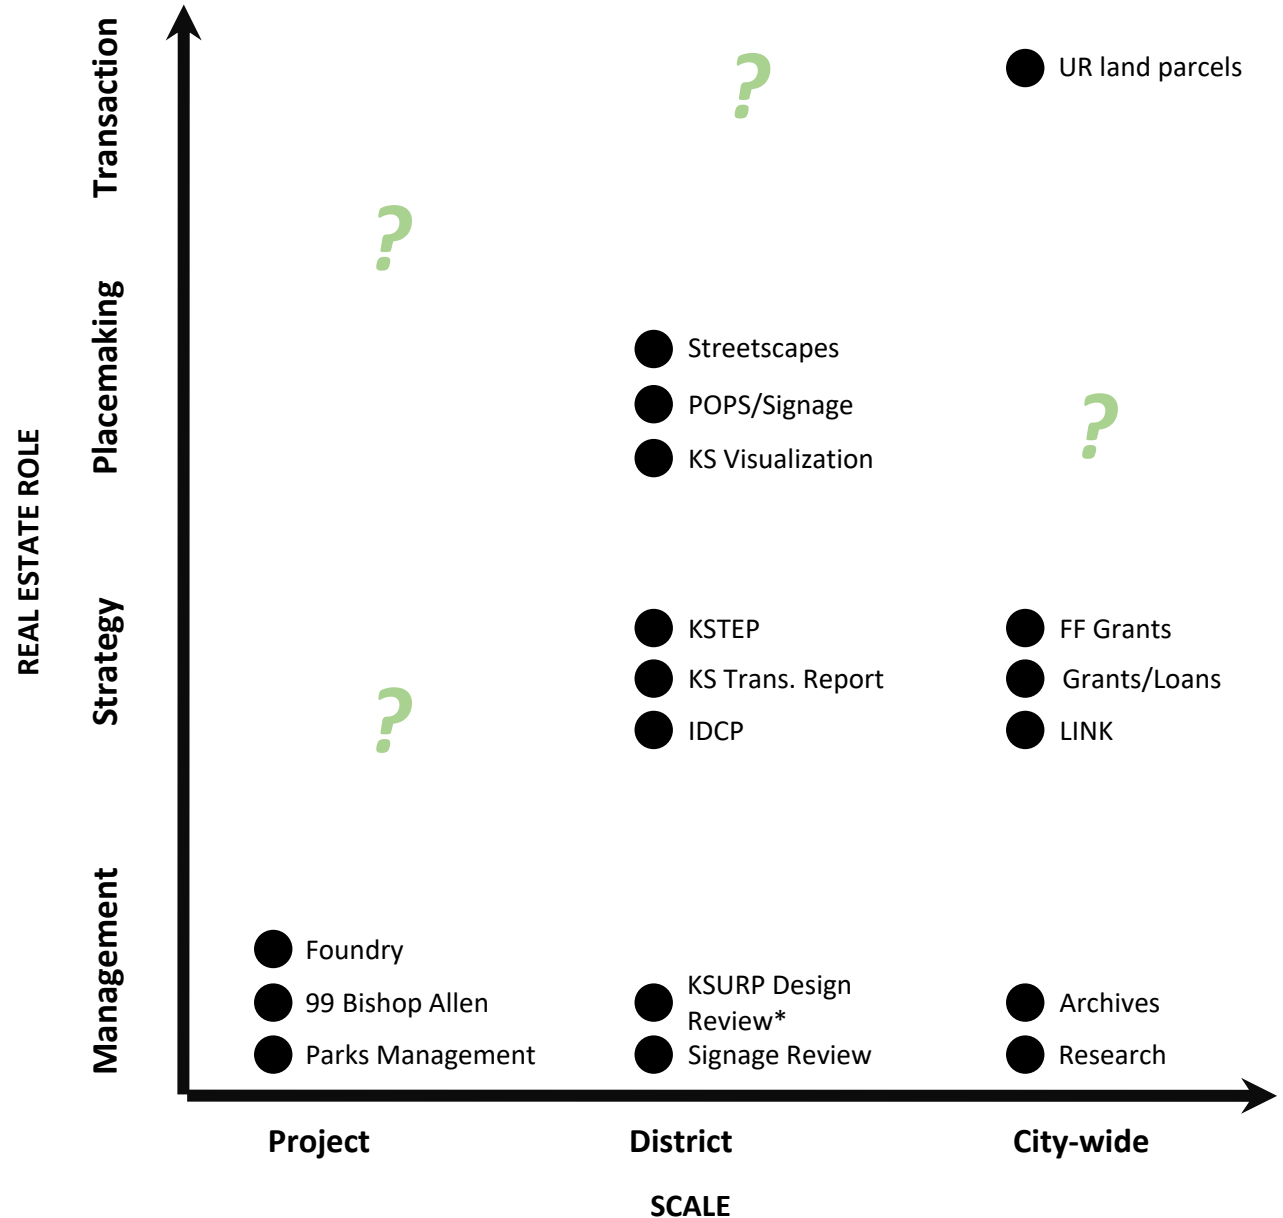 Transaction
?
UR land parcels
?
Placemaking
Streetscapes
POPS/Signage
KS Visualization
?
REAL ESTATE ROLE
Strategy
KSTEP
KS Trans. Report
IDCP
FF Grants
Grants/Loans
LINK
?
Management
Foundry
99 Bishop Allen
Parks Management
KSURP Design
Review*
Signage Review
Archives
Research
Project
District
City-wide
SCALE